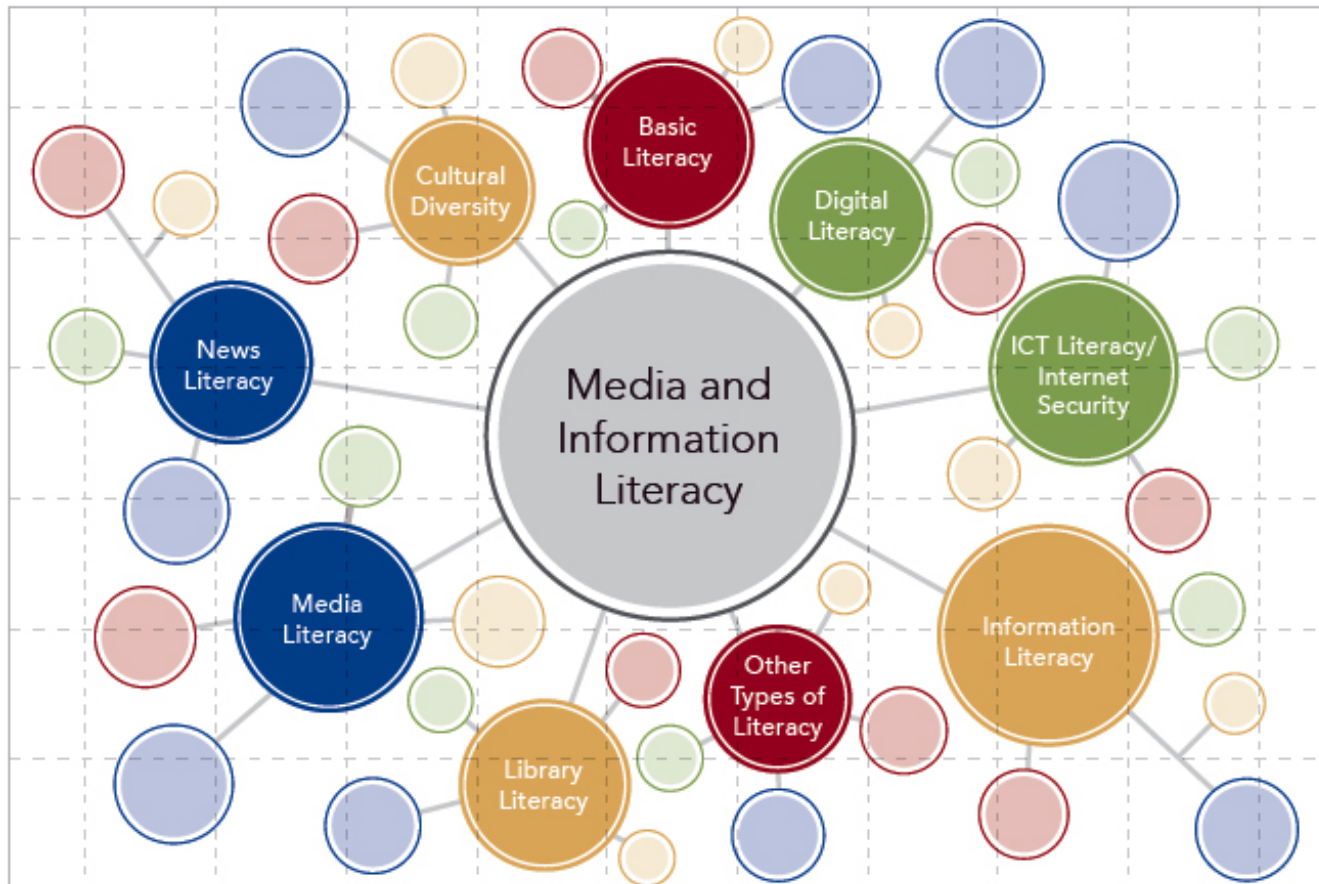 Basic
Literacy
Cultural
Diversity
Digital
Literacy
News
Literacy
ICT Literacy/
Internet
Security
Media and
Information
Literacy
Media
Literacy
Information
Literacy
Other
Types of
Literacy
Library
Literacy